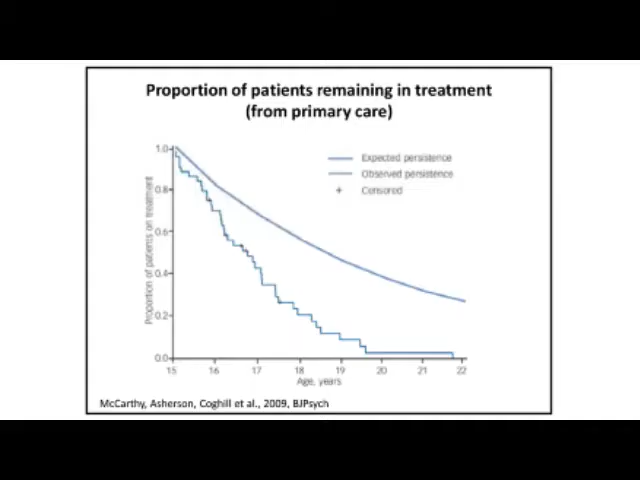 Proportion of patients remaining in treatment
(from primary care)
Proportion of patients on treatment
1.0
0.8
0.6
0.4
0.2
0.0
Expected persistence
Observed persistence
+ Censored
15 16 17 18 19 20 21 22
Age, years
McCarthy, Asherson, Coghill et al., 2009, BJPsych